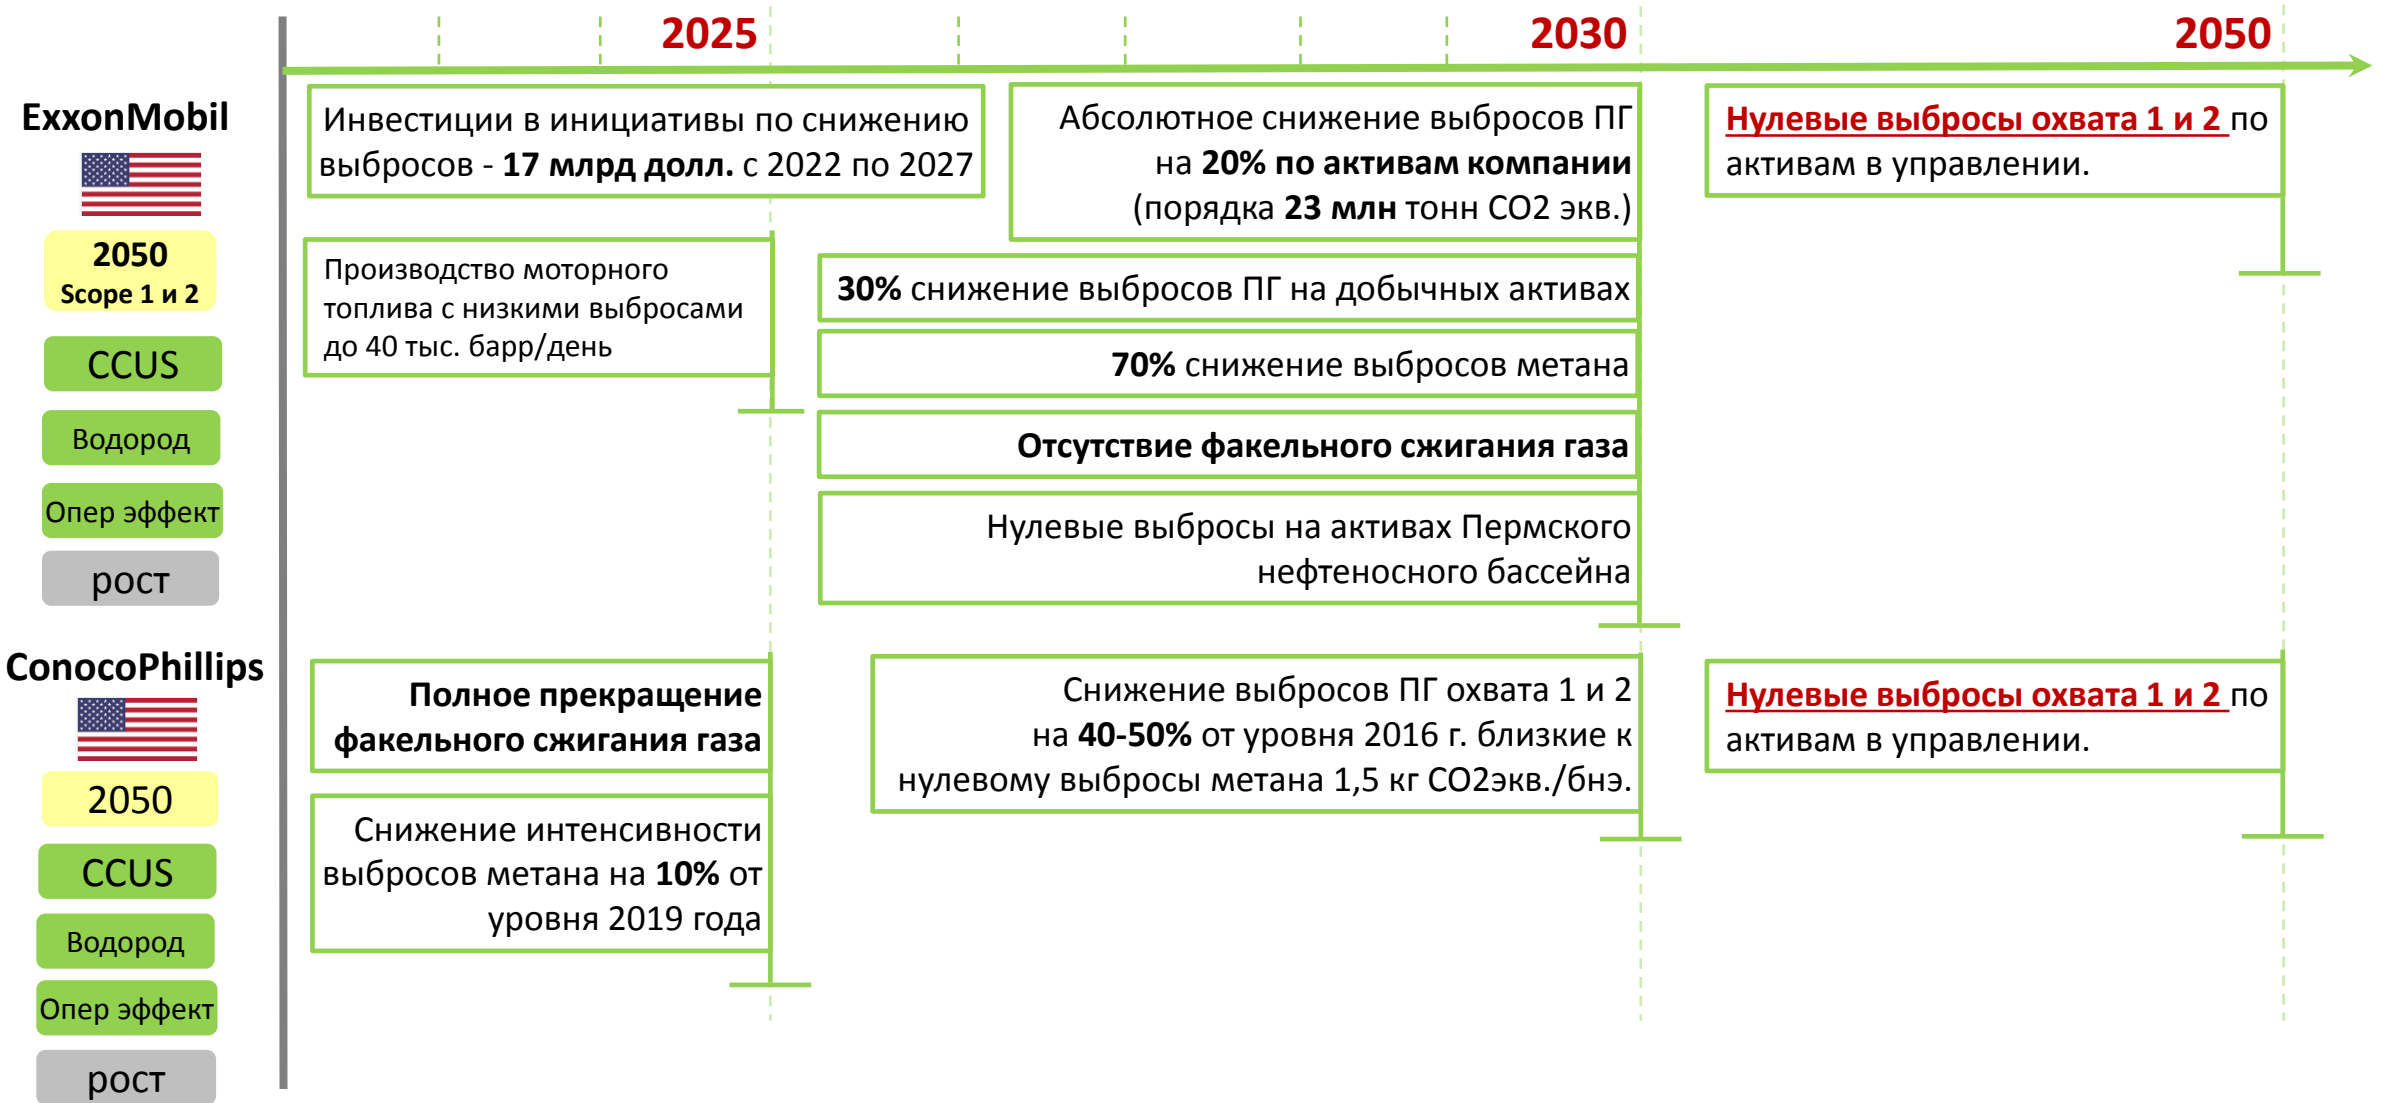 2025
2030
2050
ExxonMobil
2050
Scope 1 и 2
CCUS
Водород
Опер эффект
рост
Инвестиции в инициативы по снижению
выбросов - 17 млрд долл. с 2022 по 2027
Производство моторного
топлива с низкими выбросами
до 40 тыс. барр/день
Абсолютное снижение выбросов ПГ
на 20% по активам компании
(порядка 23 млн тонн СО2 экв.)
30% снижение выбросов ПГ на добычных активах
70% снижение выбросов метана
Отсутствие факельного сжигания газа
Нулевые выбросы на активах Пермского
нефтеносного бассейна
Нулевые выбросы охвата 1 и 2 по
активам в управлении.
ConocoPhillips
2050
CCUS
Водород
Опер эффект
рост
Полное прекращение
факельного сжигания газа
Снижение интенсивности
выбросов метана на 10% от
уровня 2019 года
Снижение выбросов ПГ охвата 1 и 2
на 40-50% от уровня 2016 г. близкие к
нулевому выбросы метана 1,5 кг СО2экв./бнэ.
Нулевые выбросы охвата 1 и 2 по
активам в управлении.